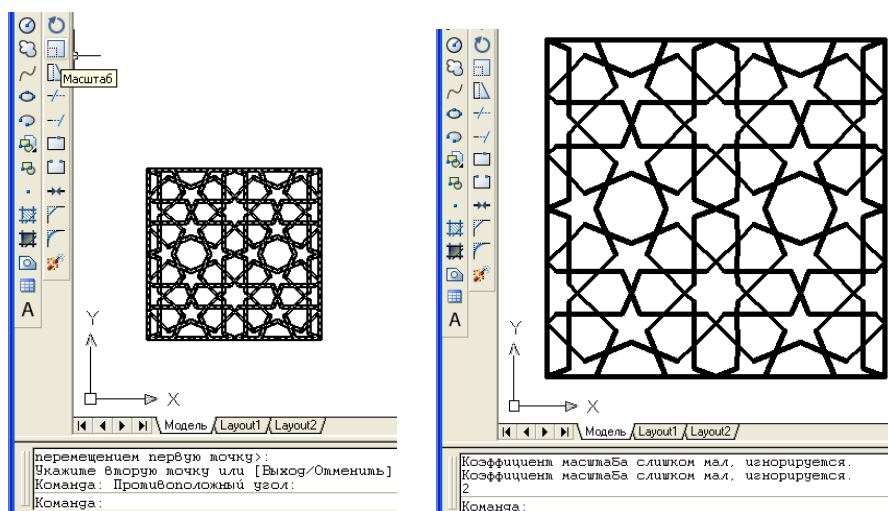 Масштаб
Y
X
A
Модель Layout1 Layout2
перемещением первую точку>:
Укажите вторую точку или [Выход/Отменить]
Команда: Противоположный угол:
Команда:
Y
X
A
Модель Layout1 Layout2
Коэффициент масштаба слишком мал, игнорируется.
Коэффициент масштаба слишком мал, игнорируется.
2
Команда: